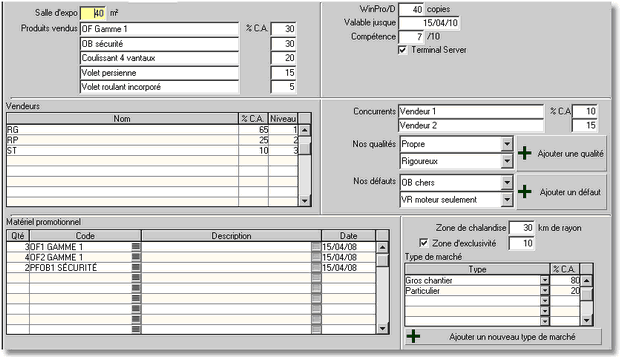 Salle d'expo 40 m²
Produits vendus OF Gamme 1 % C.A. 30
OB sécurité 30
Coulissant 4 vantaux 20
Volet persienne 15
Volet roulant incorporé 5
WinPro/D 40 copies
Valable jusque 15/04/10
Compétence 7 /10
Terminal Server
Vendeurs
Nom % C.A. Niveau
RG 65 1
RP 25 2
ST 10 3
Concurrents Vendeur 1 % C.A 10
Vendeur 2 15
Nos qualités Propre
Rigoureux
Ajouter une qualité
Nos défauts OB chers
VR moteur seulement
Ajouter un défaut
Matériel promotionnel
Qté Code Description Date
3 OF1 GAMME 1 15/04/08
4 OF2 GAMME 1 15/04/08
2 PFOB1 SÉCURITÉ 15/04/08
Zone de chalandise 30 km de rayon
Zone d'exclusivité 10
Type de marché
Type % C.A.
Gros chantier 80
Particulier 20
Ajouter un nouveau type de marché